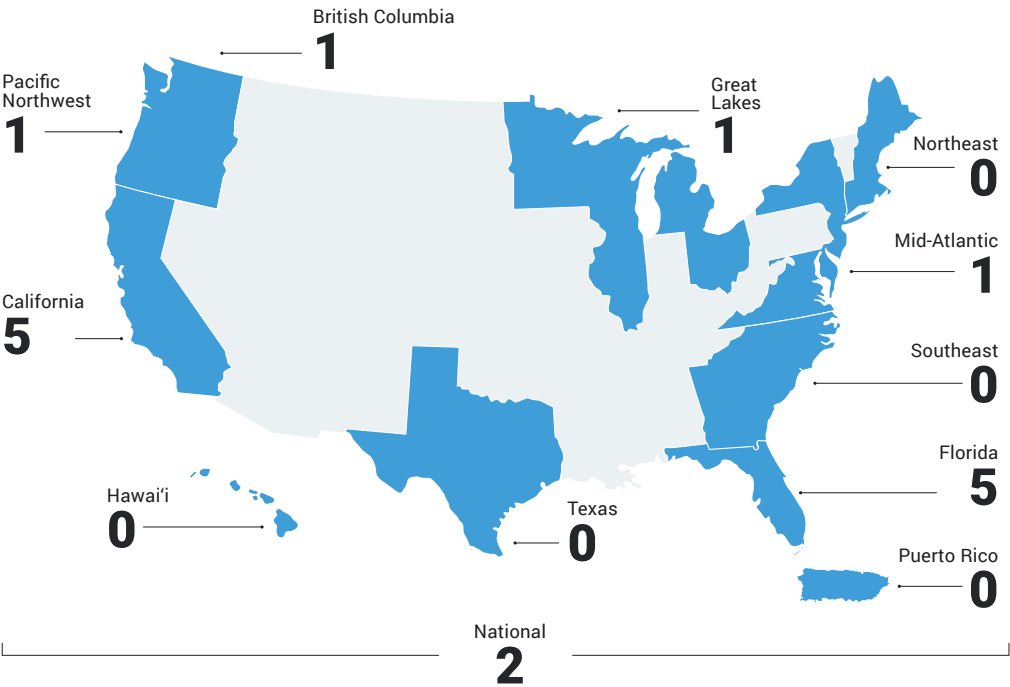 British Columbia
1
Pacific
Northwest
1
Great
Lakes
1
Northeast
0
Mid-Atlantic
1
California
5
Southeast
0
Florida
5
Hawaiʻi
0
Texas
0
Puerto Rico
0
National
2